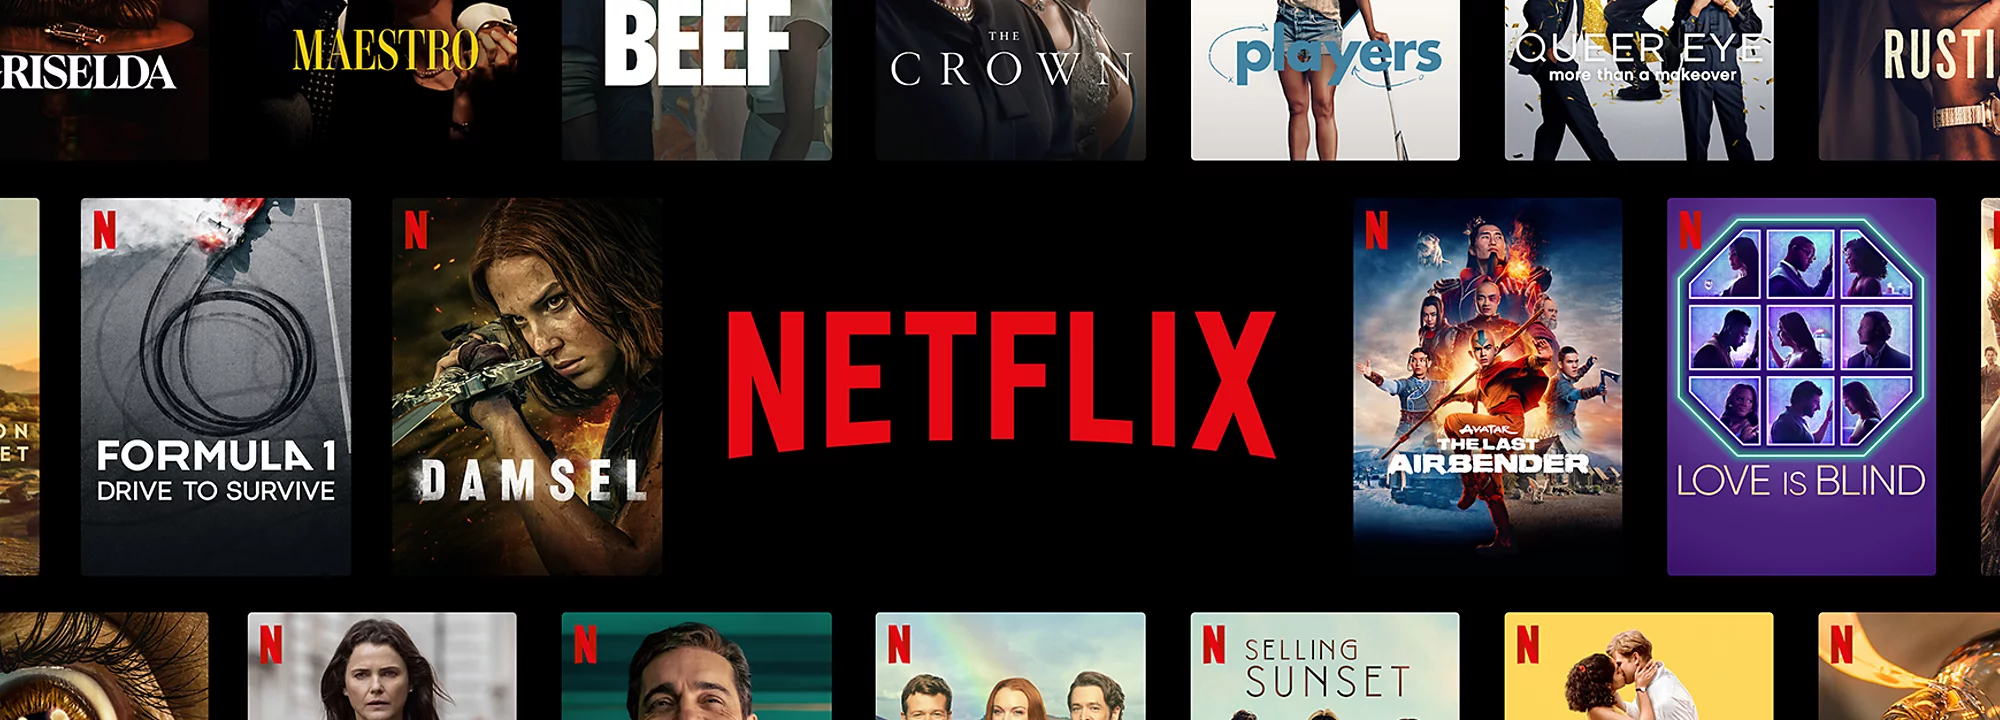 RISELDA
MAESTRO
BEEF
THE
CROWN
players
QUEER EYE
more than a makeover
RUSTI
ON
ET
N
6
FORMULA 1
DRIVE TO SURVIVE
N
DAMSEL
NETFLIX
N
AVATAR
THE LAST
AIRBENDER
N
LOVE IS BLIND
N
N
N
N
SELLING
SUNSET
N
N